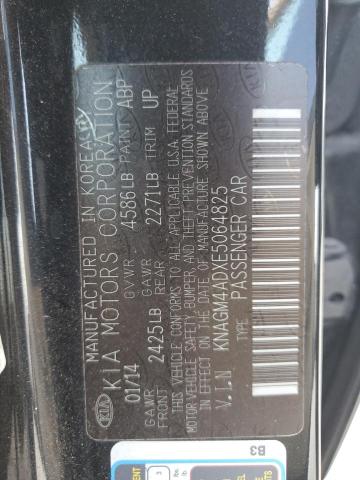 MANUFACTURED IN KOREA
KIA KIA MOTORS CORPORATION
01/14 GVWR 4586LB PAINT ABP
GAWR FRONT 2425LB GAWR REAR 2271LB TRIM UP
THIS VEHICLE CONFORMS TO ALL APPLICABLE U.S.A. FEDERAL
MOTOR VEHICLE SAFETY, BUMPER, AND THEFT PREVENTION STANDARDS
IN EFFECT ON THE DATE OF MANUFACTURE SHOWN ABOVE
V.I.N KNAGM4ADXE5064825
PASSENGER CAR
B3